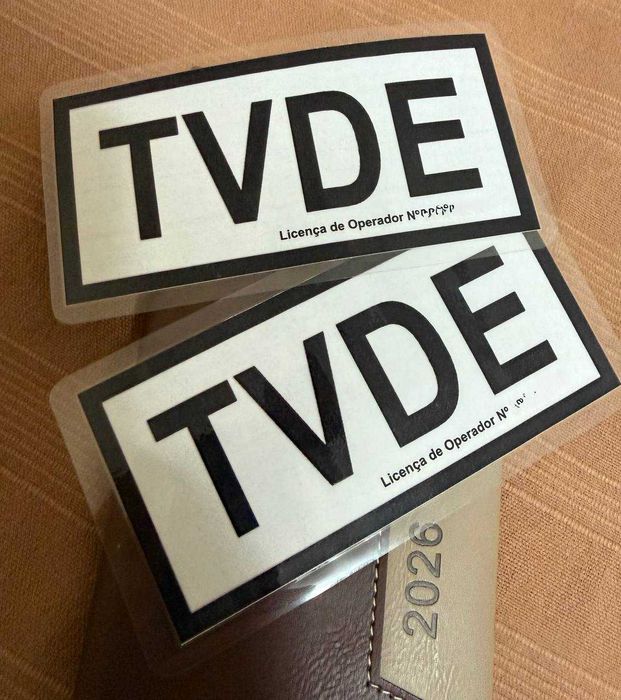 TVDE
Licença de Operador Nº
TVDE
Licença de Operador Nº
2026